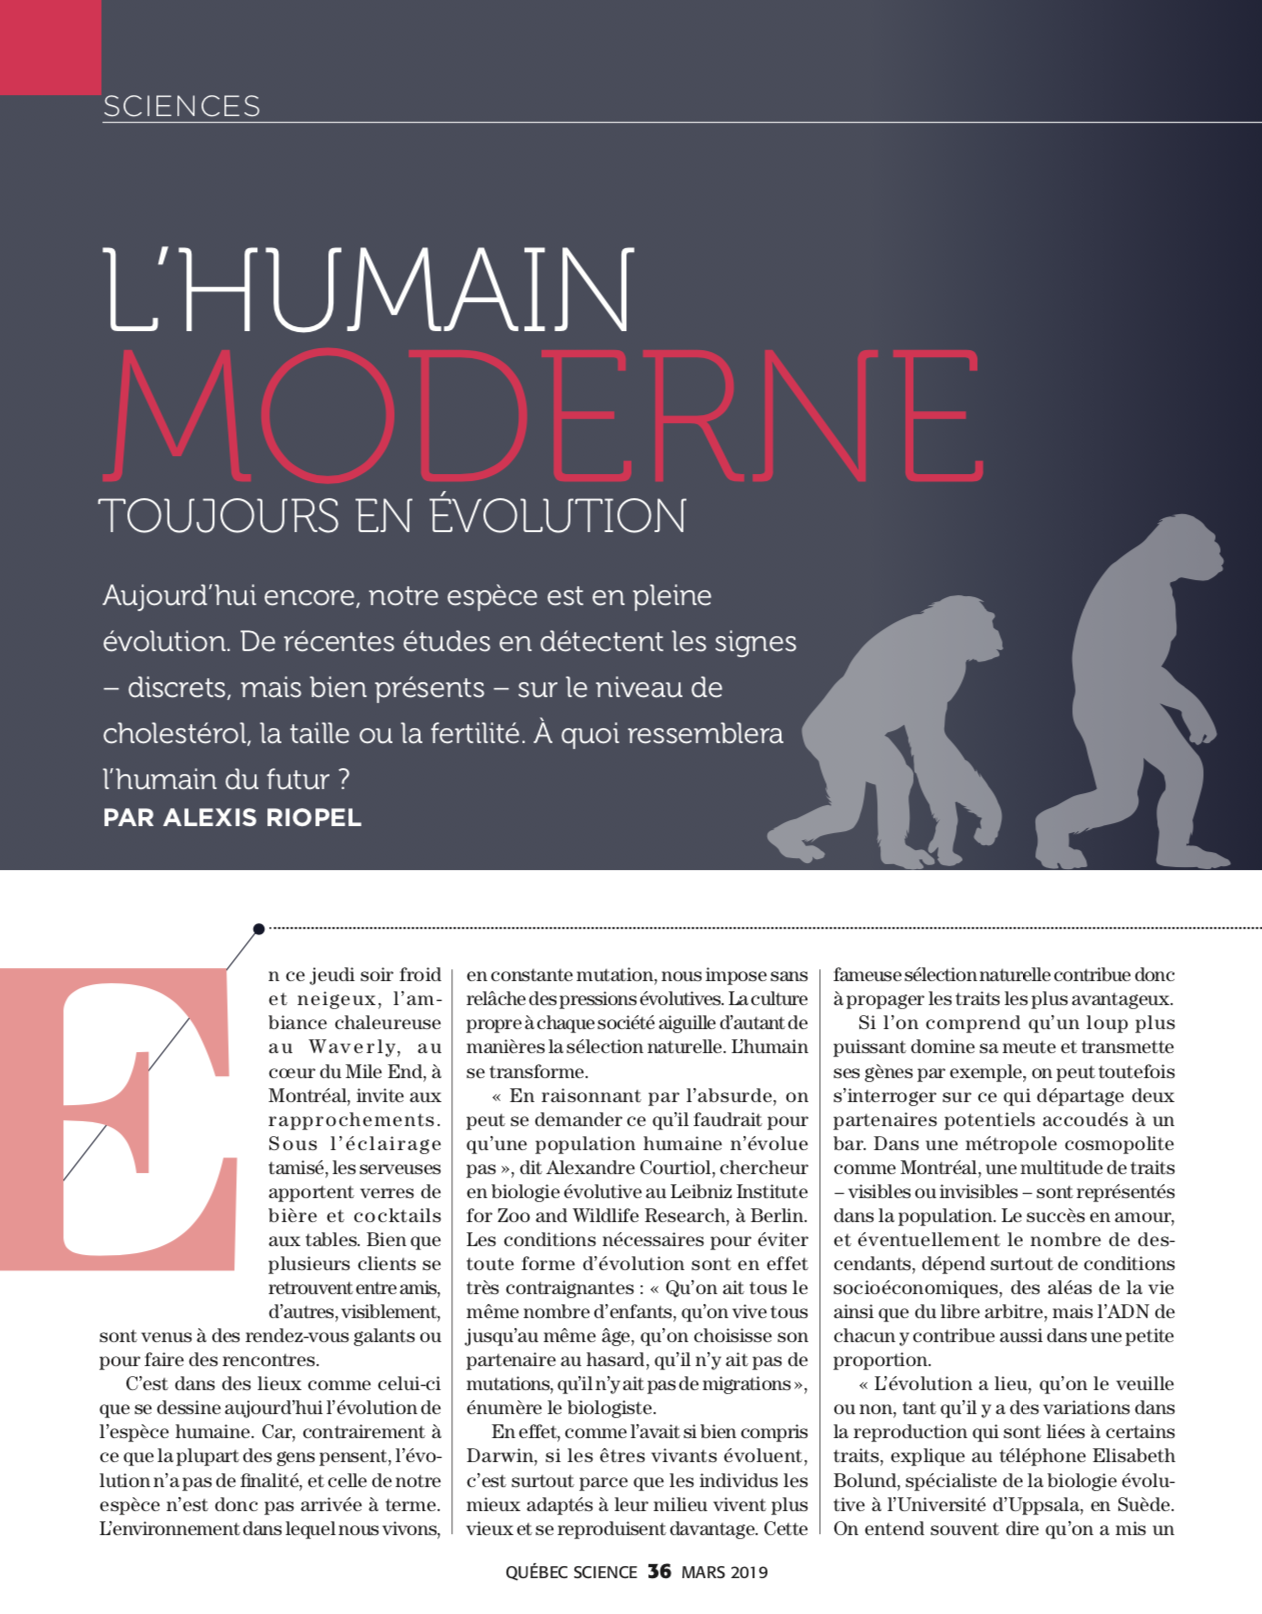 SCIENCES
L’HUMAIN
MODERNE
TOUJOURS EN ÉVOLUTION
Aujourd’hui encore, notre espèce est en pleine
évolution. De récentes études en détectent les signes
– discrets, mais bien présents – sur le niveau de
cholestérol, la taille ou la fertilité. À quoi ressemblera
l’humain du futur ?
PAR ALEXIS RIOPEL
E
n ce jeudi soir froid
et neigeux, l’am-
biance chaleureuse
au Waverly, au
cœur du Mile End, à
Montréal, invite aux
rapprochements.
Sous l’éclairage
tamisé, les serveuses
apportent verres de
bière et cocktails
aux tables. Bien que
plusieurs clients se
retrouvent entre amis,
d’autres, visiblement,
sont venus à des rendez-vous galants ou
pour faire des rencontres.
C’est dans des lieux comme celui-ci
que se dessine aujourd’hui l’évolution de
l’espèce humaine. Car, contrairement à
ce que la plupart des gens pensent, l’évo-
lution n’a pas de finalité, et celle de notre
espèce n’est donc pas arrivée à terme.
L’environnement dans lequel nous vivons,
en constante mutation, nous impose sans
relâche des pressions évolutives. La culture
propre à chaque société aiguille d’autant de
manières la sélection naturelle. L’humain
se transforme.
« En raisonnant par l’absurde, on
peut se demander ce qu’il faudrait pour
qu’une population humaine n’évolue
pas », dit Alexandre Courtiol, chercheur
en biologie évolutive au Leibniz Institute
for Zoo and Wildlife Research, à Berlin.
Les conditions nécessaires pour éviter
toute forme d’évolution sont en effet
très contraignantes : « Qu’on ait tous le
même nombre d’enfants, qu’on vive tous
jusqu’au même âge, qu’on choisisse son
partenaire au hasard, qu’il n’y ait pas de
mutations, qu’il n’y ait pas de migrations »,
énumère le biologiste.
En effet, comme l’avait si bien compris
Darwin, si les êtres vivants évoluent,
c’est surtout parce que les individus les
mieux adaptés à leur milieu vivent plus
vieux et se reproduisent davantage. Cette
fameuse sélection naturelle contribue donc
à propager les traits les plus avantageux.
Si l’on comprend qu’un loup plus
puissant domine sa meute et transmette
ses gènes par exemple, on peut toutefois
s’interroger sur ce qui départage deux
partenaires potentiels accoudés à un
bar. Dans une métropole cosmopolite
comme Montréal, une multitude de traits
– visibles ou invisibles – sont représentés
dans la population. Le succès en amour,
et éventuellement le nombre de des-
cendants, dépend surtout de conditions
socioéconomiques, des aléas de la vie
ainsi que du libre arbitre, mais l’ADN de
chacun y contribue aussi dans une petite
proportion.
« L’évolution a lieu, qu’on le veuille
ou non, tant qu’il y a des variations dans
la reproduction qui sont liées à certains
traits, explique au téléphone Elisabeth
Bolund, spécialiste de la biologie évolu-
tive à l’Université d’Uppsala, en Suède.
On entend souvent dire qu’on a mis un
QUÉBEC SCIENCE 36 MARS 2019